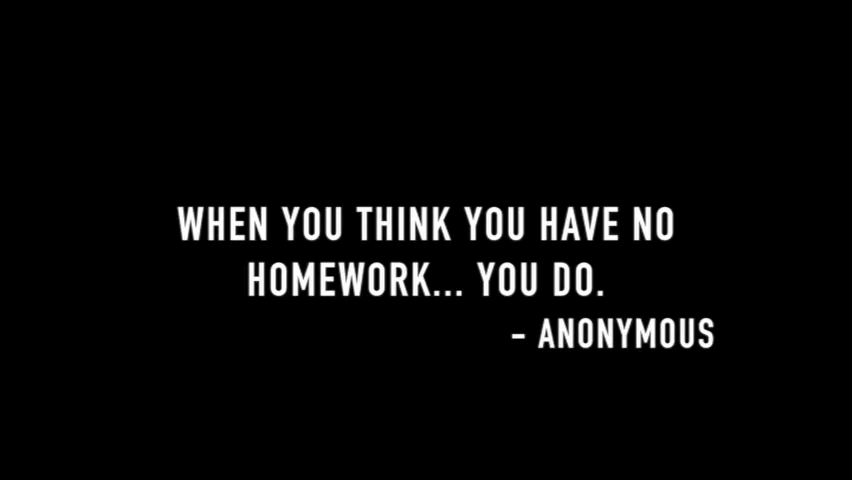 WHEN YOU THINK YOU HAVE NO
HOMEWORK... YOU DO.
- ANONYMOUS